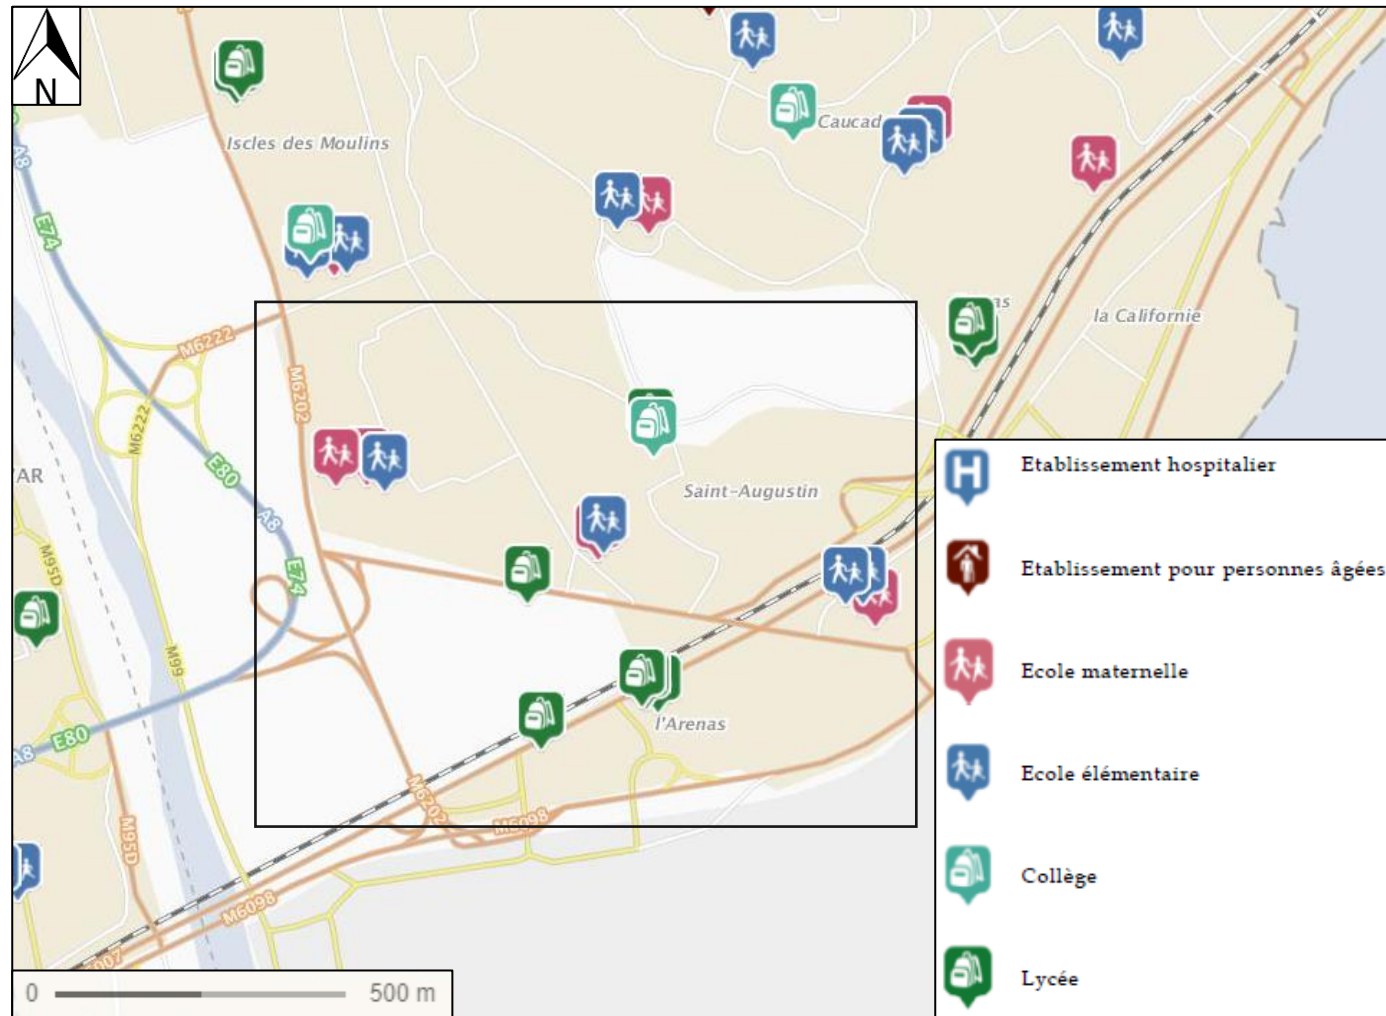 N
Iscles des Moulins
Caucad
A8
E74
M6222
M6202
as
la Californie
M6222
E80
A8
AR
Saint-Augustin
M95D
E74
M99
l'Arenas
E80
A8
M6202
M6098
M95D
M6098
007
0 500 m
Etablissement hospitalier
Etablissement pour personnes âgées
Ecole maternelle
Ecole élémentaire
Collège
Lycée
H